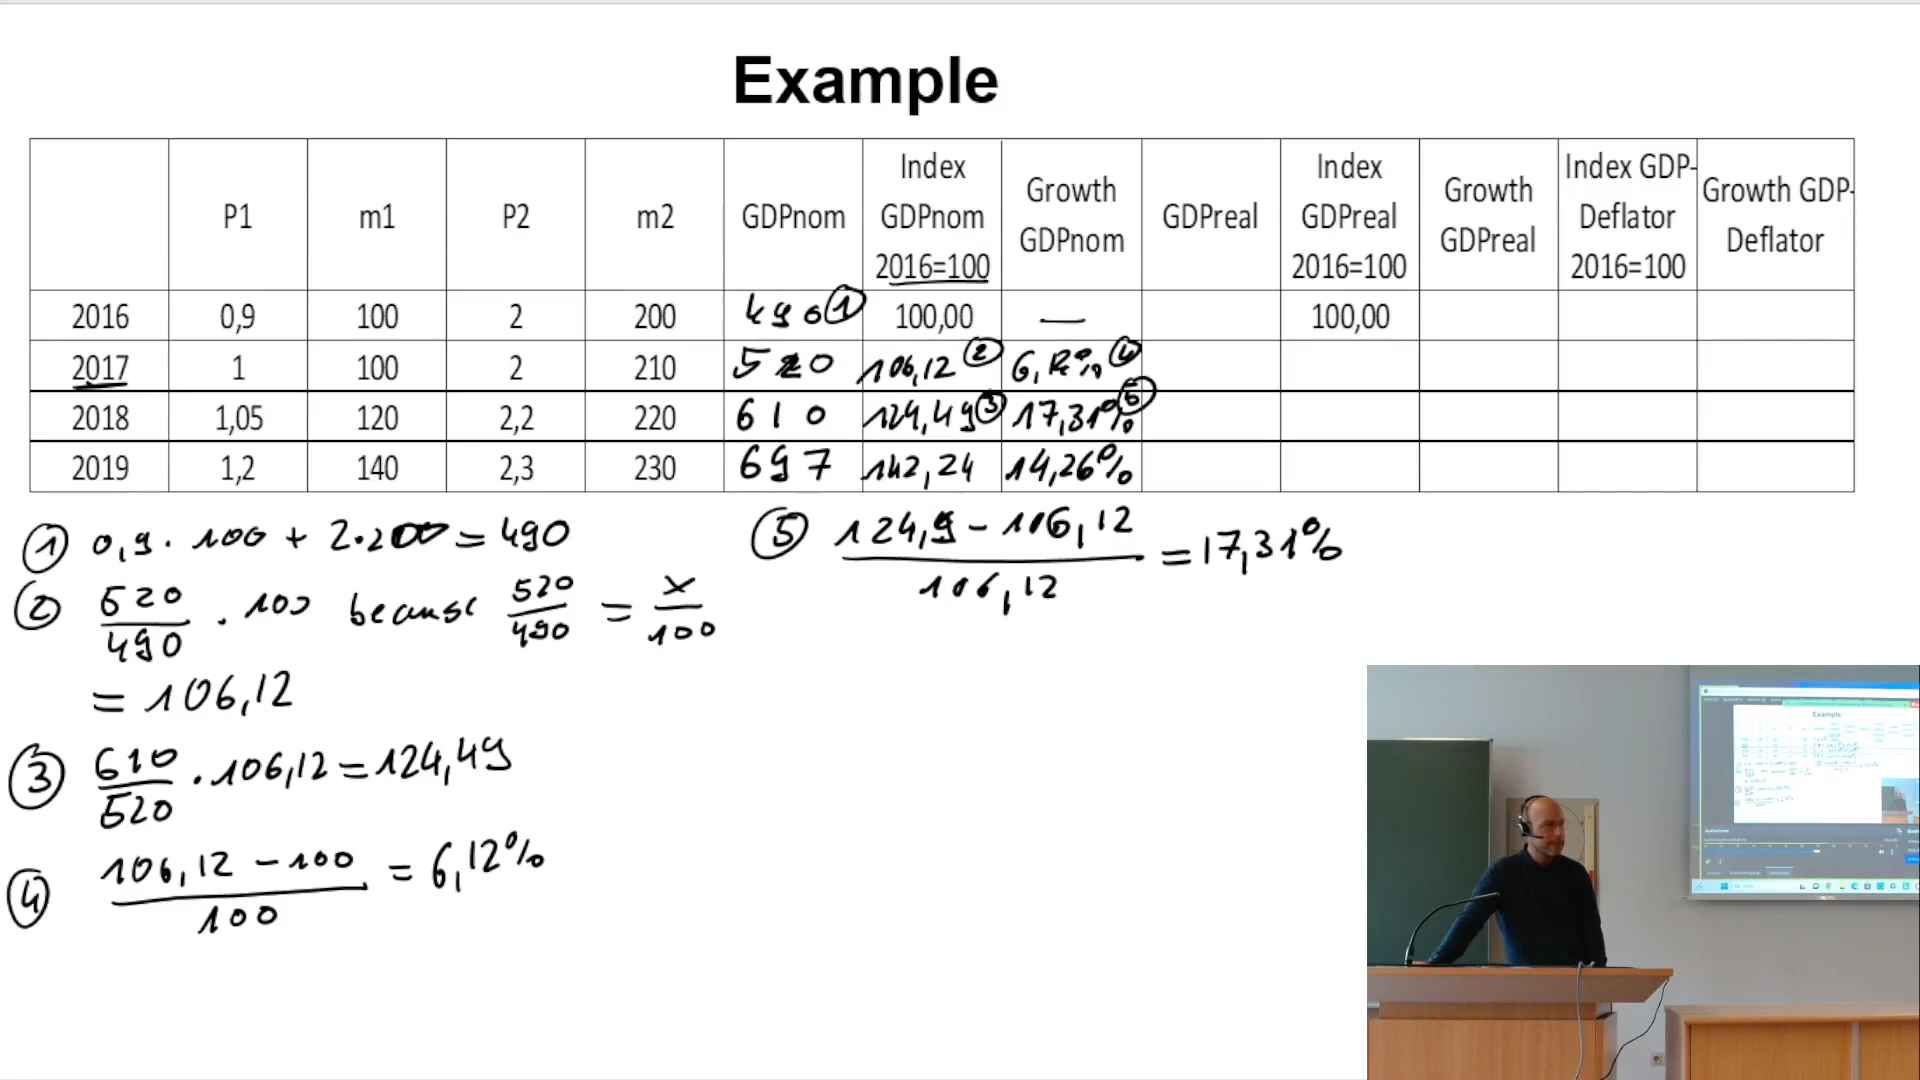 Example
P1 m1 P2 m2 GDPnom Index GDPnom 2016=100 Growth GDPnom GDPreal Index GDPreal 2016=100 Growth GDPreal Index GDP-Deflator 2016=100 Growth GDP-Deflator
2016 0,9 100 2 200 490 ① 100,00 — 100,00
2017 1 100 2 210 520 106,12 ② 6,12% ④
2018 1,05 120 2,2 220 610 124,49 ③ 17,31% ⑤
2019 1,2 140 2,3 230 697 142,24 14,26%
① 0,9 · 100 + 2·200 = 490
② 520/490 · 100 because 520/490 = x/100
= 106,12
③ 610/520 · 106,12 = 124,49
④ (106,12 - 100)/100 = 6,12%
⑤ (124,9 - 106,12)/106,12 = 17,31%
Example